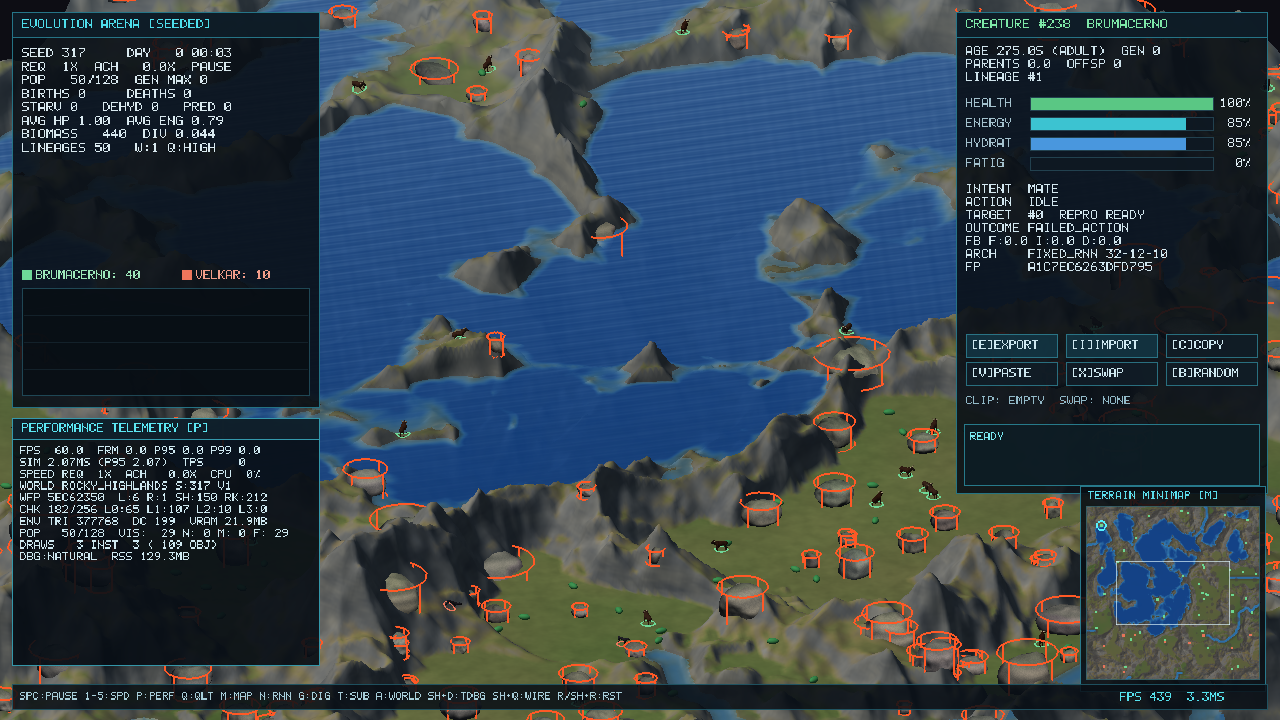 EVOLUTION ARENA [SEEDED]
SEED 317 DAY 0 00:03
REQ 1X ACH 0.0X PAUSE
POP 50/128 GEN MAX 0
BIRTHS 0 DEATHS 0
STARV 0 DEHYD 0 PRED 0
AVG HP 1.00 AVG ENG 0.79
BIOMASS 440 DIV 0.044
LINEAGES 50 W:1 Q:HIGH
BRUMACERNO: 40 VELKAR: 10
PERFORMANCE TELEMETRY [P]
FPS 60.0 FRM 0.0 P95 0.0 P99 0.0
SIM 2.07MS (P95 2.07) TPS 0
SEED REQ 1X ACH 0.0X CPU 0%
WORLD ROCKY_HIGHLANDS S:317 V1
WFP 5EC62350 L:6 R:1 SH:150 RK:212
CHK 182/256 L0:65 L1:107 L2:10 L3:0
ENV TRI 377768 DC 199 VRAM 21.9MB
POP 50/128 VIS: 29 N: 0 M: 0 F: 29
DRAWS 3 INST 3 ( 106 OBJ)
DBG:NATURAL RSS 129.3MB
CREATURE #238 BRUMACERNO
AGE 275.0S (ADULT) GEN 0
PARENTS 0.0 OFFSP 0
LINEAGE #1
HEALTH 100%
ENERGY 85%
HYDRAT 85%
FATIG 0%
INTENT MATE
ACTION IDLE
TARGET #0 REPRO READY
OUTCOME FAILED_ACTION
FB F:0.0 I:0.0 D:0.0
ARCH FIXED_RNN 32-12-10
FP A1C7EC6263DFD795
[E]EXPORT [I]IMPORT [C]COPY
[V]PASTE [X]SWAP [B]RANDOM
CLIP: EMPTY SWAP: NONE
READY
TERRAIN MINIMAP [M]
SPC:PAUSE 1-5:SPD P:PERF Q:QLT M:MAP N:RNN G:DIG T:SUB A:WORLD SH+D:TDBG SH+Q:WIRE R/SH+R:RST
FPS 439 3.3MS